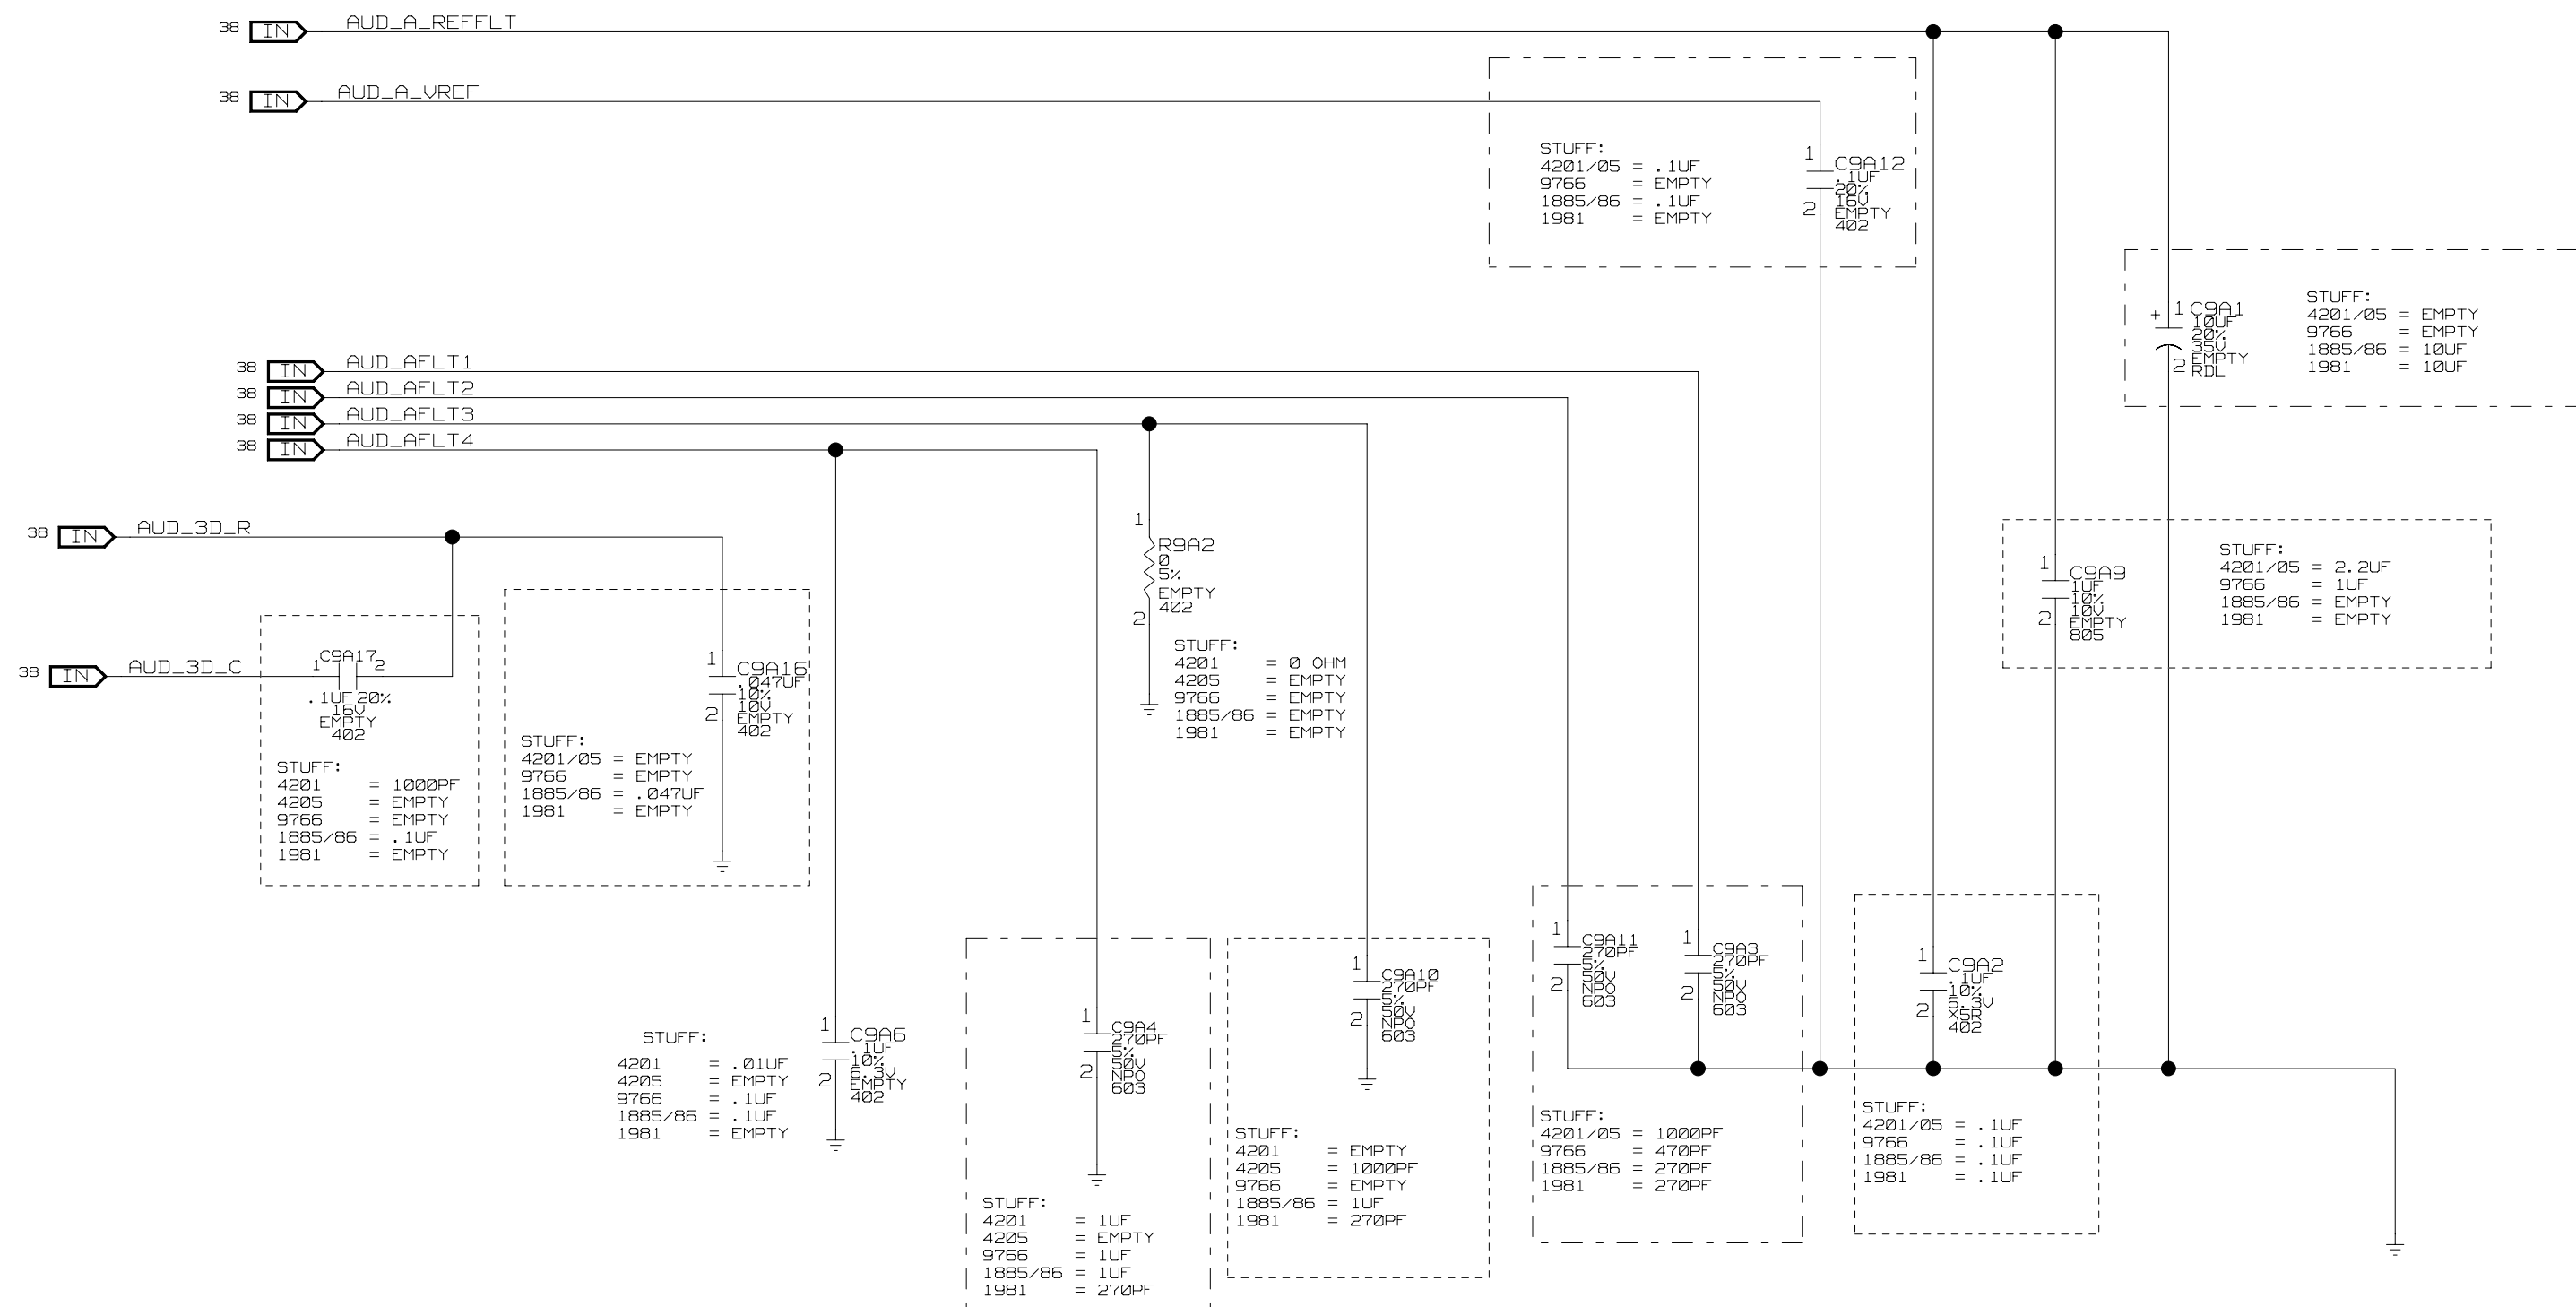 38 IN AUD_A_REFFLT
38 IN AUD_A_VREF
STUFF:
4201/05 = .1UF
9766 = EMPTY
1885/86 = .1UF
1981 = EMPTY
1
2
C9A12
.1UF
20%
16V
EMPTY
402
+ 1
2
C9A1
10UF
20%
35V
EMPTY
RDL
STUFF:
4201/05 = EMPTY
9766 = EMPTY
1885/86 = 10UF
1981 = 10UF
38 IN AUD_AFLT1
38 IN AUD_AFLT2
38 IN AUD_AFLT3
38 IN AUD_AFLT4
38 IN AUD_3D_R
38 IN AUD_3D_C
1 C9A17 2
.1UF 20%
16V
EMPTY
402
STUFF:
4201 = 1000PF
4205 = EMPTY
9766 = EMPTY
1885/86 = .1UF
1981 = EMPTY
1
2
C9A16
.047UF
10%
10V
EMPTY
402
STUFF:
4201/05 = EMPTY
9766 = EMPTY
1885/86 = .047UF
1981 = EMPTY
1
2
R9A2
0
5%
EMPTY
402
STUFF:
4201 = 0 OHM
4205 = EMPTY
9766 = EMPTY
1885/86 = EMPTY
1981 = EMPTY
1
2
C9A9
1UF
10%
10V
EMPTY
805
STUFF:
4201/05 = 2.2UF
9766 = 1UF
1885/86 = EMPTY
1981 = EMPTY
STUFF:
4201 = .01UF
4205 = EMPTY
9766 = .1UF
1885/86 = .1UF
1981 = EMPTY
1
2
C9A6
.1UF
10%
6.3V
EMPTY
402
1
2
C9A4
270PF
5%
50V
NPO
603
STUFF:
4201 = 1UF
4205 = EMPTY
9766 = 1UF
1885/86 = 1UF
1981 = 270PF
1
2
C9A10
270PF
5%
50V
NPO
603
STUFF:
4201 = EMPTY
4205 = 1000PF
9766 = EMPTY
1885/86 = 1UF
1981 = 270PF
1
2
C9A11
270PF
5%
50V
NPO
603
1
2
C9A3
270PF
5%
50V
NPO
603
STUFF:
4201/05 = 1000PF
9766 = 470PF
1885/86 = 270PF
1981 = 270PF
1
2
C9A2
.1UF
10%
6.3V
X5R
402
STUFF:
4201/05 = .1UF
9766 = .1UF
1885/86 = .1UF
1981 = .1UF